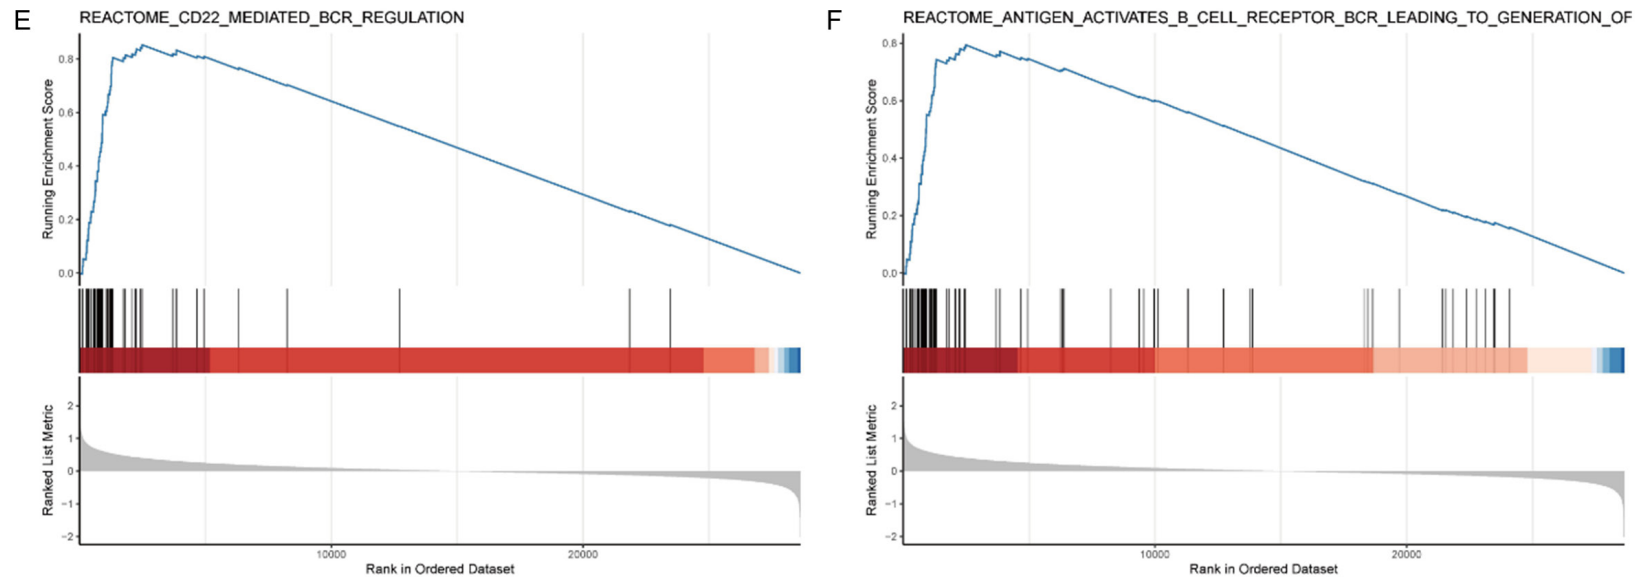 E
REACTOME_CD22_MEDIATED_BCR_REGULATION
Running Enrichment Score
0.8
0.6
0.4
0.2
0.0
Ranked List Metric
2
1
0
−1
−2
10000
20000
Rank in Ordered Dataset
F
REACTOME_ANTIGEN_ACTIVATES_B_CELL_RECEPTOR_BCR_LEADING_TO_GENERATION_OF
Running Enrichment Score
0.8
0.6
0.4
0.2
0.0
Ranked List Metric
2
1
0
−1
−2
10000
20000
Rank in Ordered Dataset